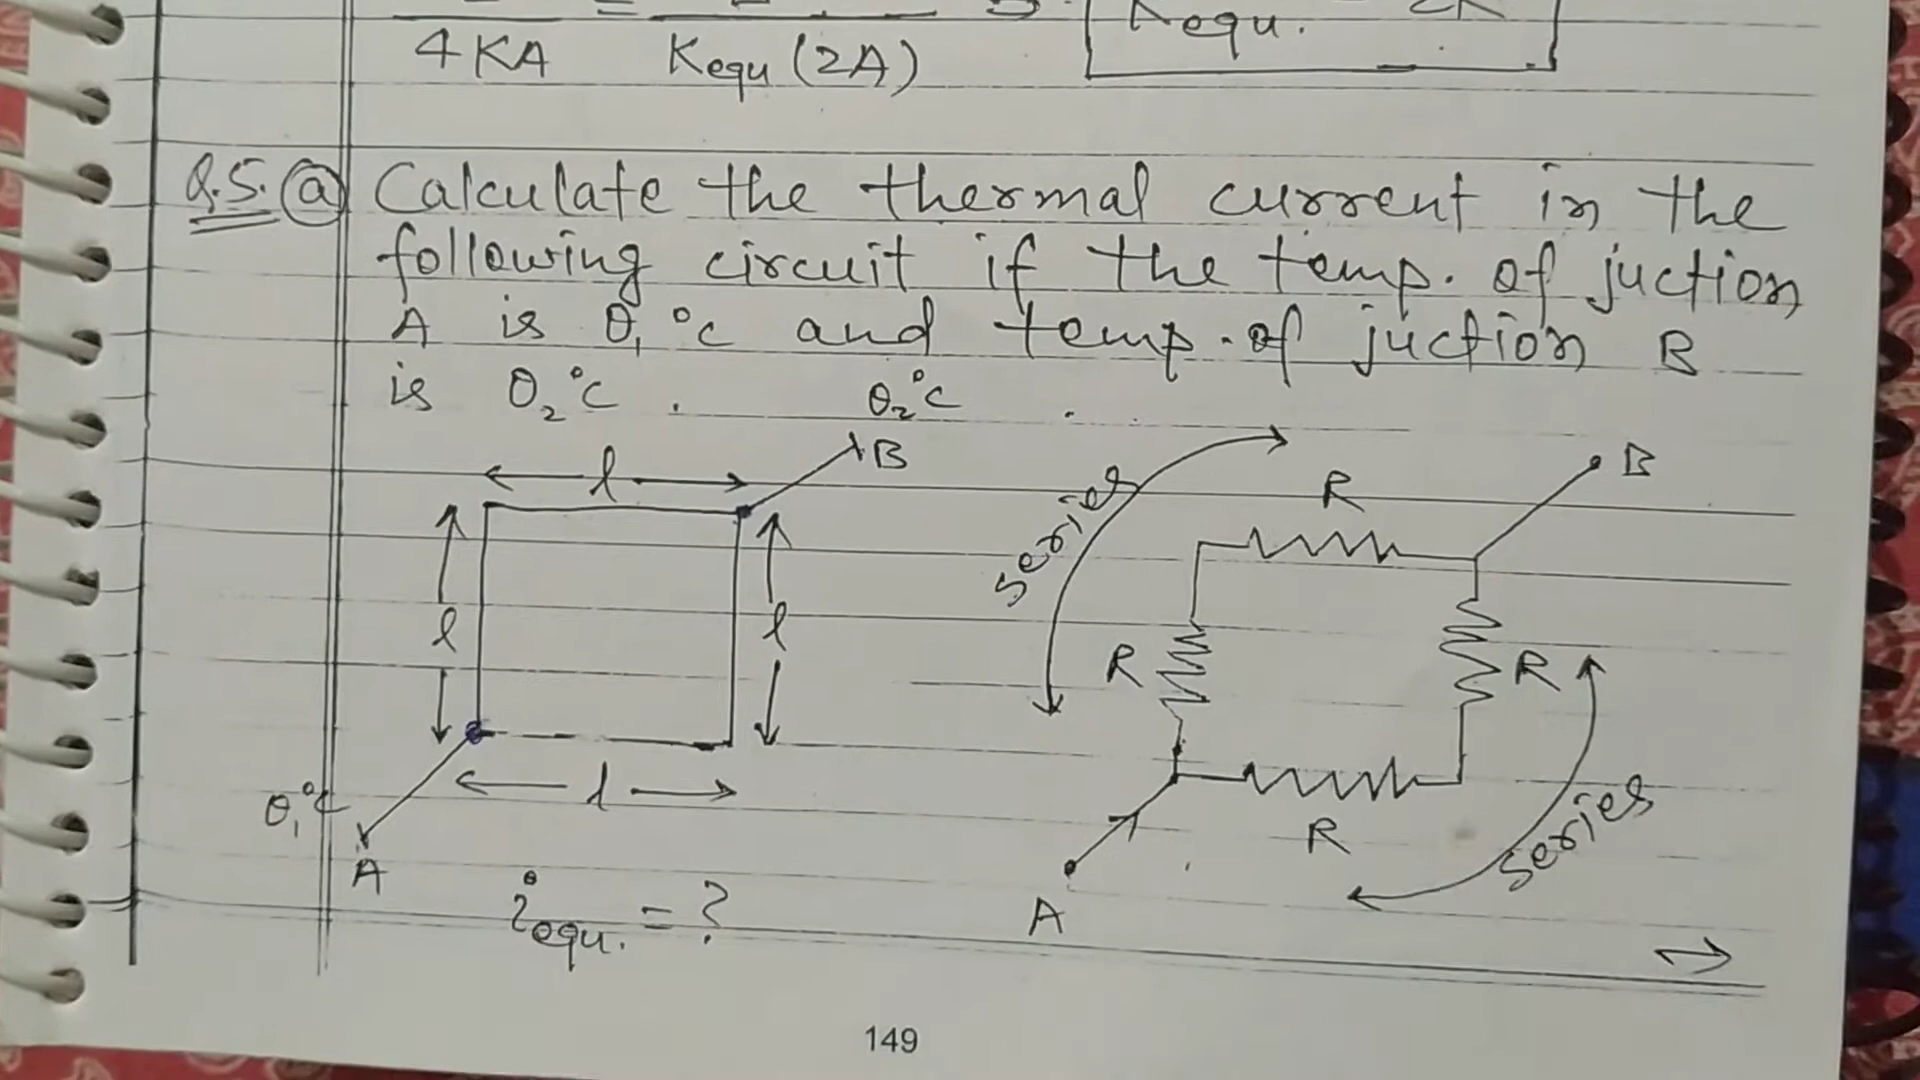 4KA = Kequ (2A)
Kequ.
Q.5. (a) Calculate the thermal current in the
following circuit if the temp. of juction
A is θ₁°c and temp. of juction B
is θ₂°c .
θ₂°c
B
l
l
l
l
θ₁°c
A
iequ. = ?
Series
R
B
R
R
R
Series
A
149